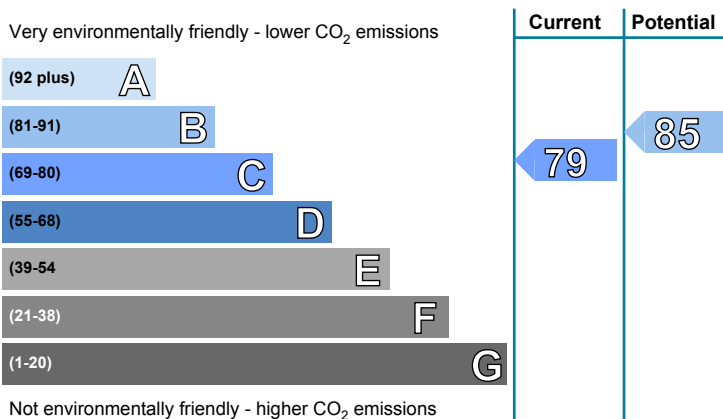 Very environmentally friendly - lower CO2 emissions
Current
Potential
(92 plus) A
(81-91) B
(69-80) C
(55-68) D
(39-54 E
(21-38) F
(1-20) G
79
85
Not environmentally friendly - higher CO2 emissions